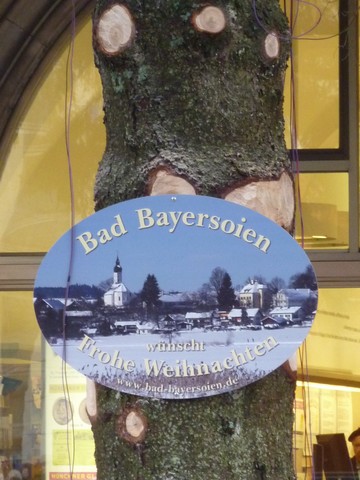 Bad Bayersoien
wünscht
Frohe Weihnachten
www.bad-bayersoien.de